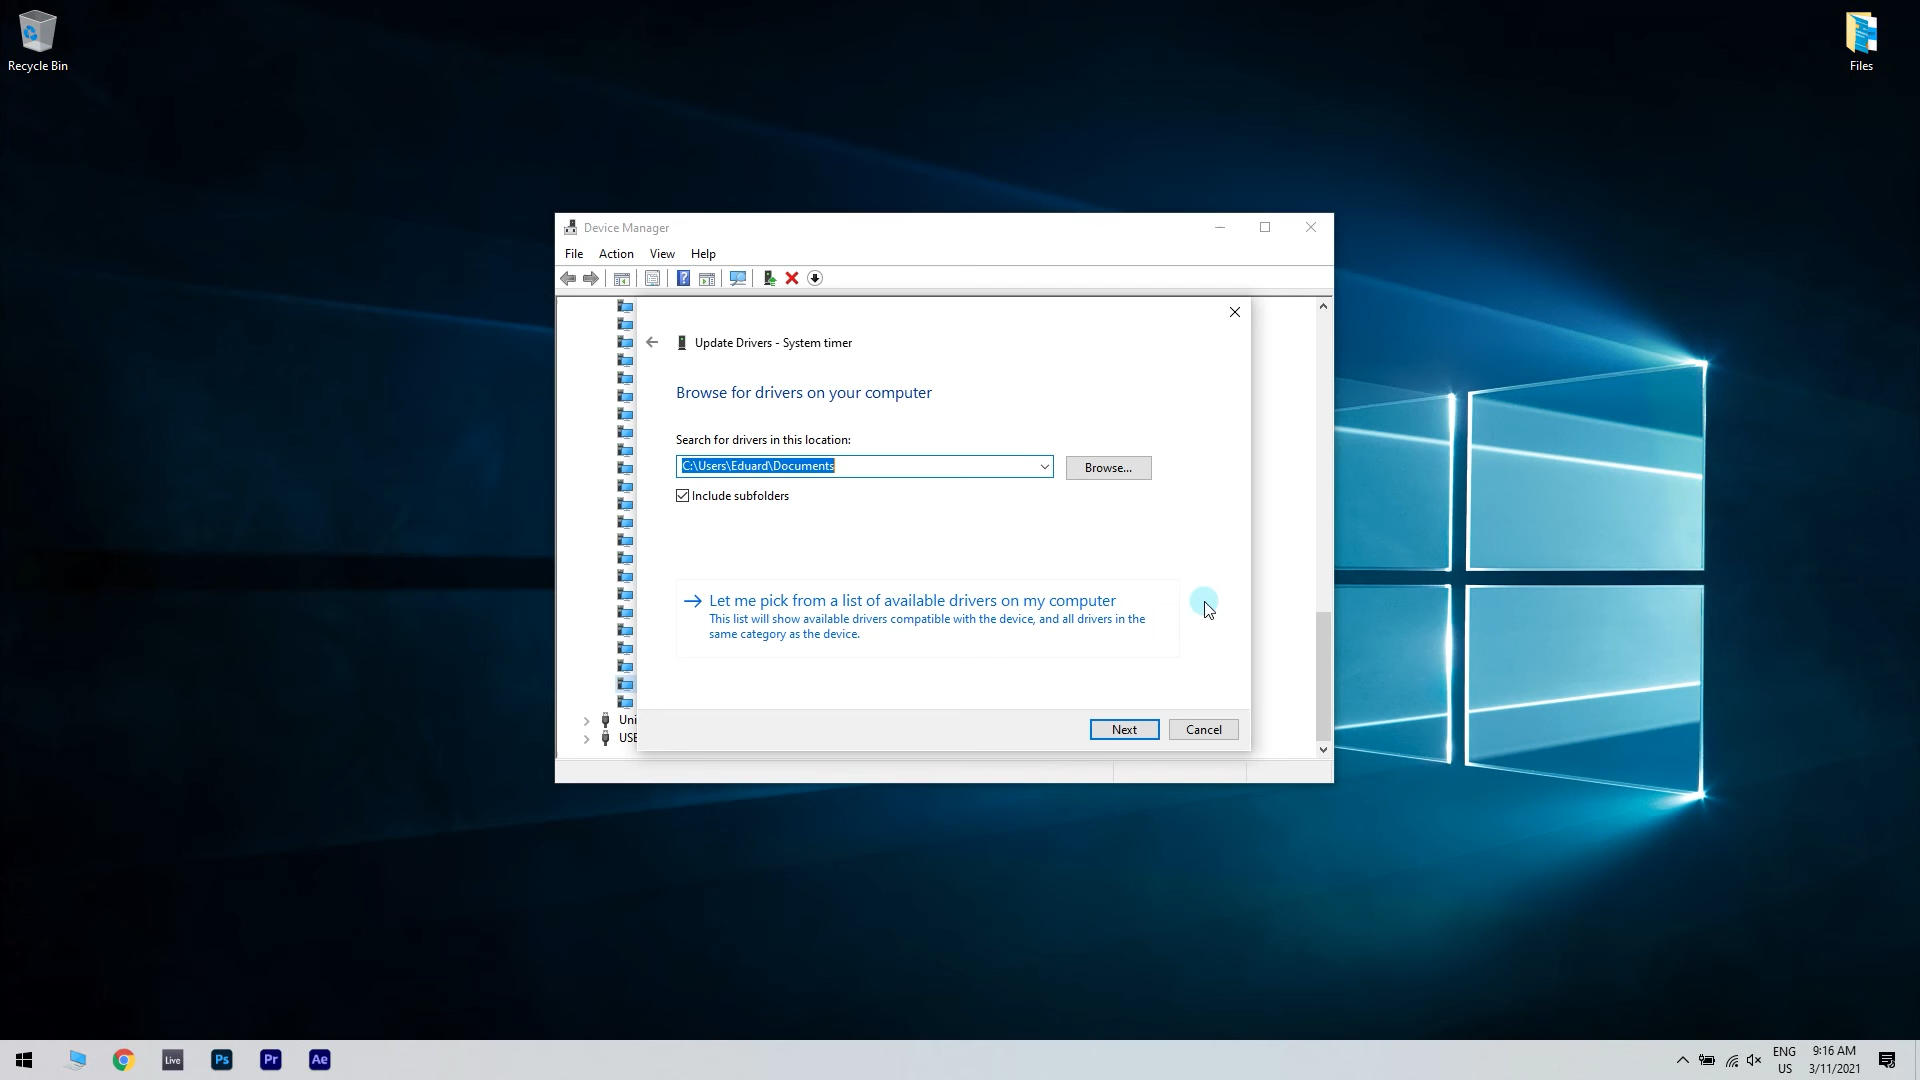 Recycle Bin
Files
Device Manager
File Action View Help
Update Drivers - System timer
Browse for drivers on your computer
Search for drivers in this location:
C:\Users\Eduard\Documents
Browse...
Include subfolders
Let me pick from a list of available drivers on my computer
This list will show available drivers compatible with the device, and all drivers in the
same category as the device.
Uni
USE
Next
Cancel
Live
Ps
Pr
Ae
ENG
US
9:16 AM
3/11/2021